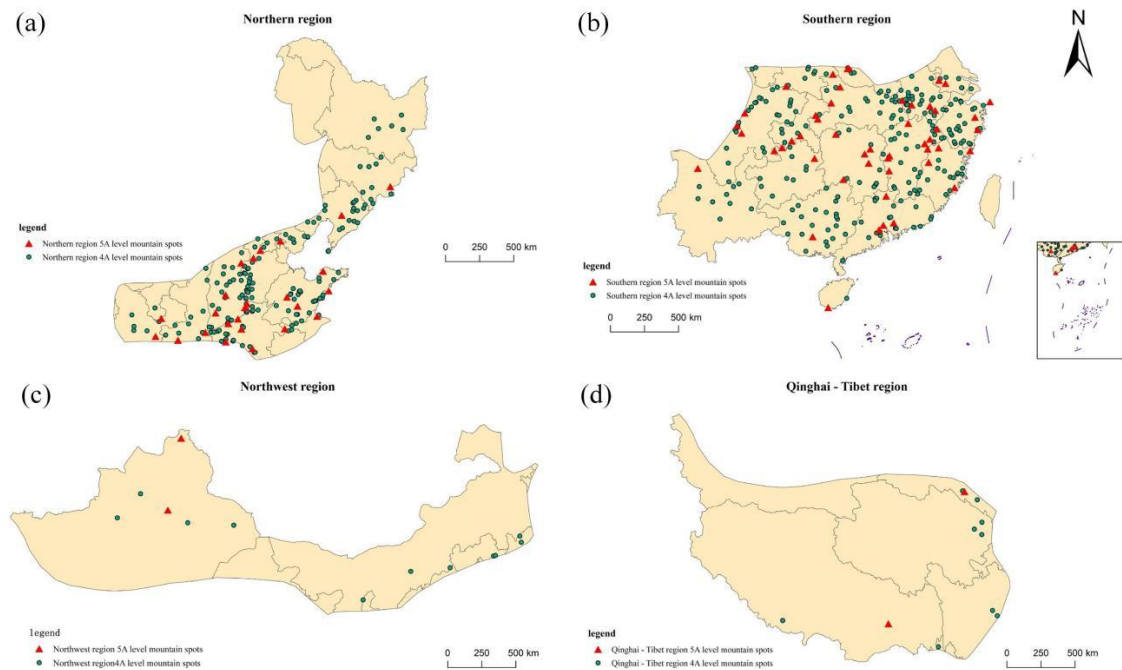 (a)
Northern region
legend
Northern region 5A level mountain spots
Northern region 4A level mountain spots
0 250 500 km
(b)
Southern region
N
legend
Southern region 5A level mountain spots
Southern region 4A level mountain spots
0 250 500 km
(c)
Northwest region
legend
Northwest region 5A level mountain spots
Northwest region4A level mountain spots
0 250 500 km
(d)
Qinghai - Tibet region
legend
Qinghai - Tibet region 5A level mountain spots
Qinghai - Tibet region 4A level mountain spots
0 250 500 km